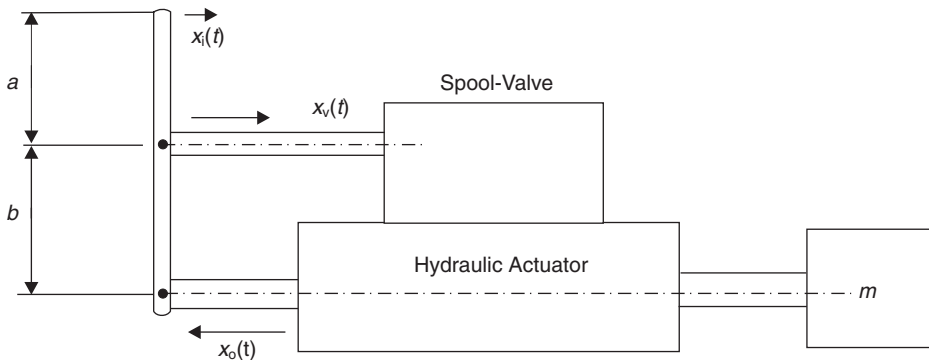 xi(t)
a
Spool-Valve
xv(t)
b
Hydraulic Actuator
m
xo(t)